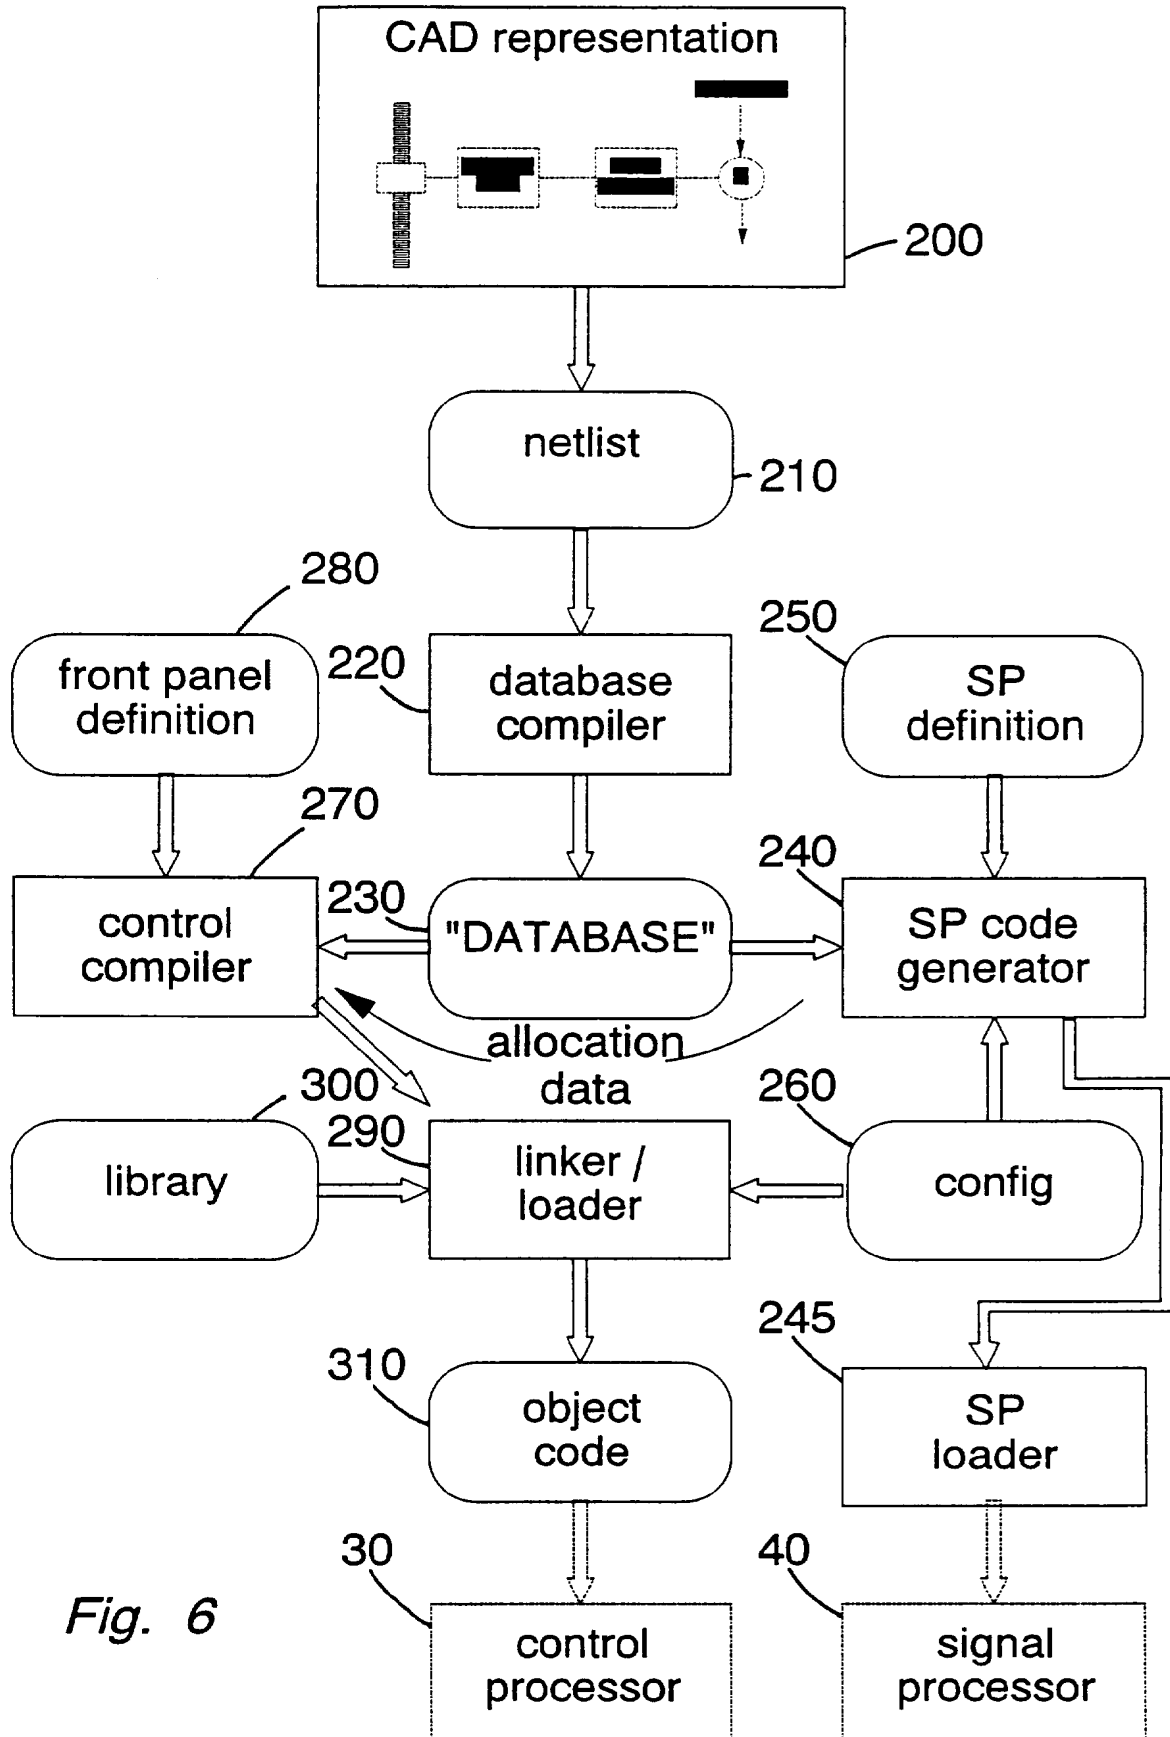 CAD representation
200
netlist
210
280
front panel
definition
220
database
compiler
250
SP
definition
270
control
compiler
230
"DATABASE"
240
SP code
generator
allocation
data
300
library
290
linker /
loader
260
config
310
object
code
245
SP
loader
30
control
processor
40
signal
processor
Fig. 6